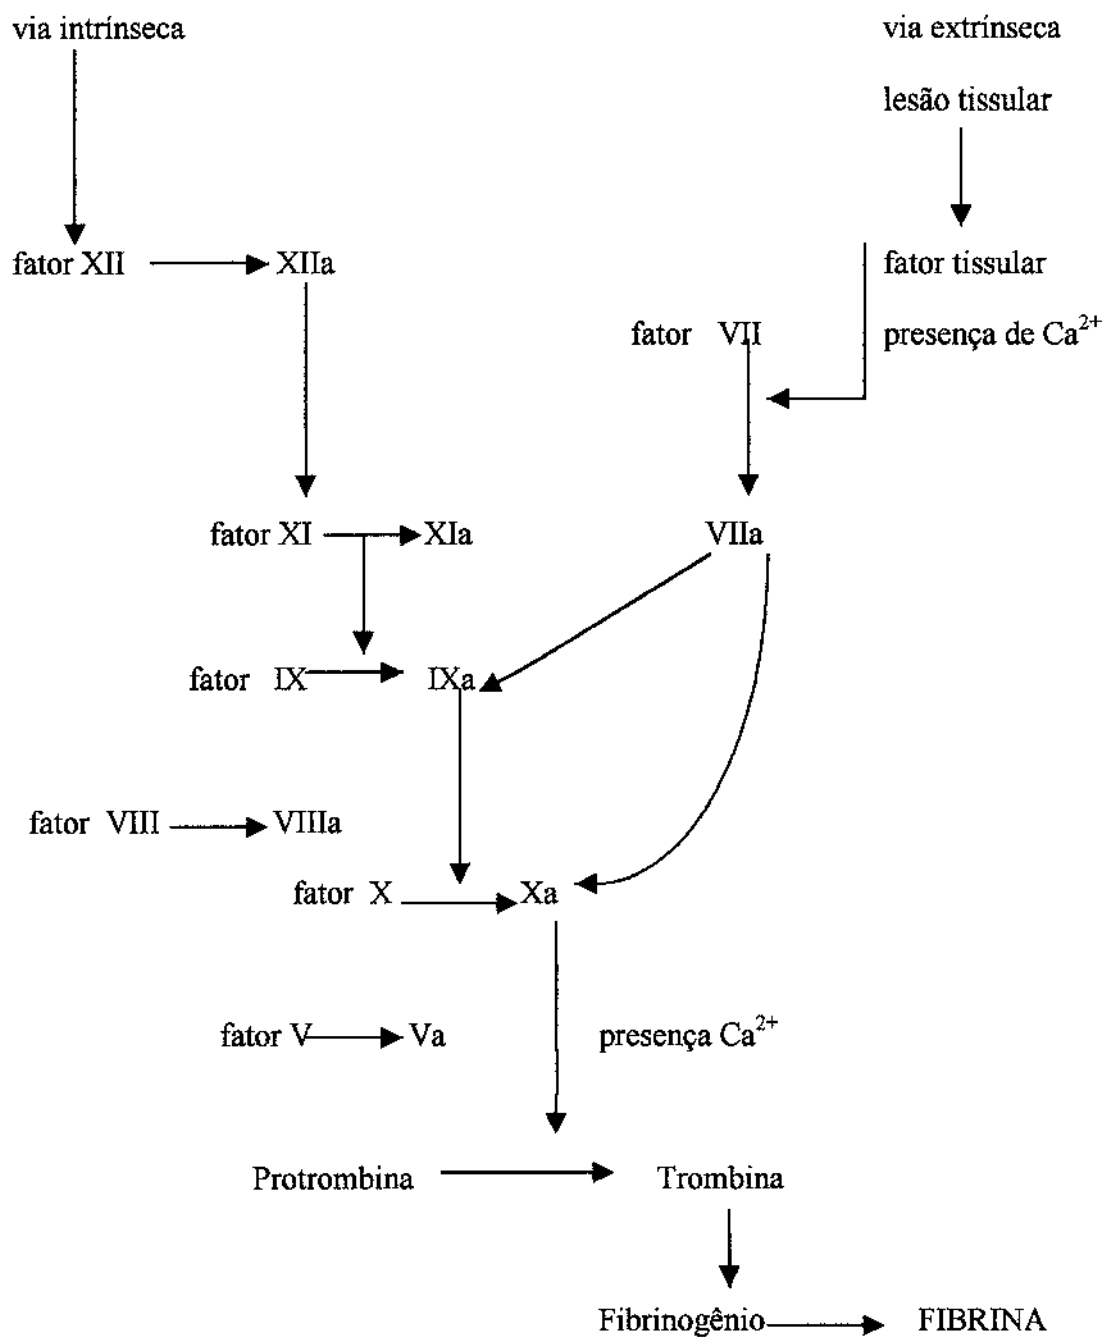 via intrínseca
via extrínseca
lesão tissular
fator XII
XIIa
fator tissular
fator VII
presença de Ca²⁺
fator XI
XIa
VIIa
fator IX
IXa
fator VIII
VIIIa
fator X
Xa
fator V
Va
presença Ca²⁺
Protrombina
Trombina
Fibrinogênio
FIBRINA